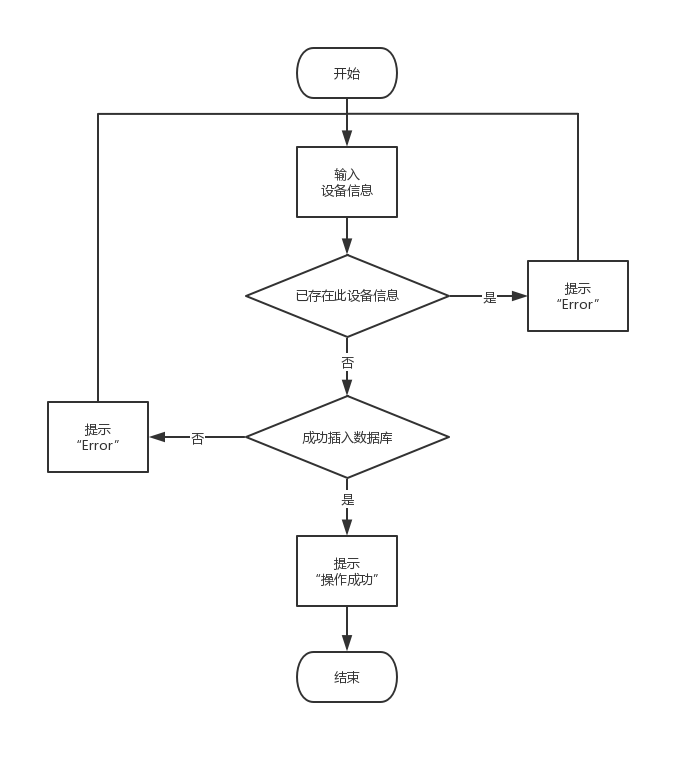 开始
输入
设备信息
已存在此设备信息
是
提示
“Error”
否
成功插入数据库
否
提示
“Error”
是
提示
“操作成功”
结束